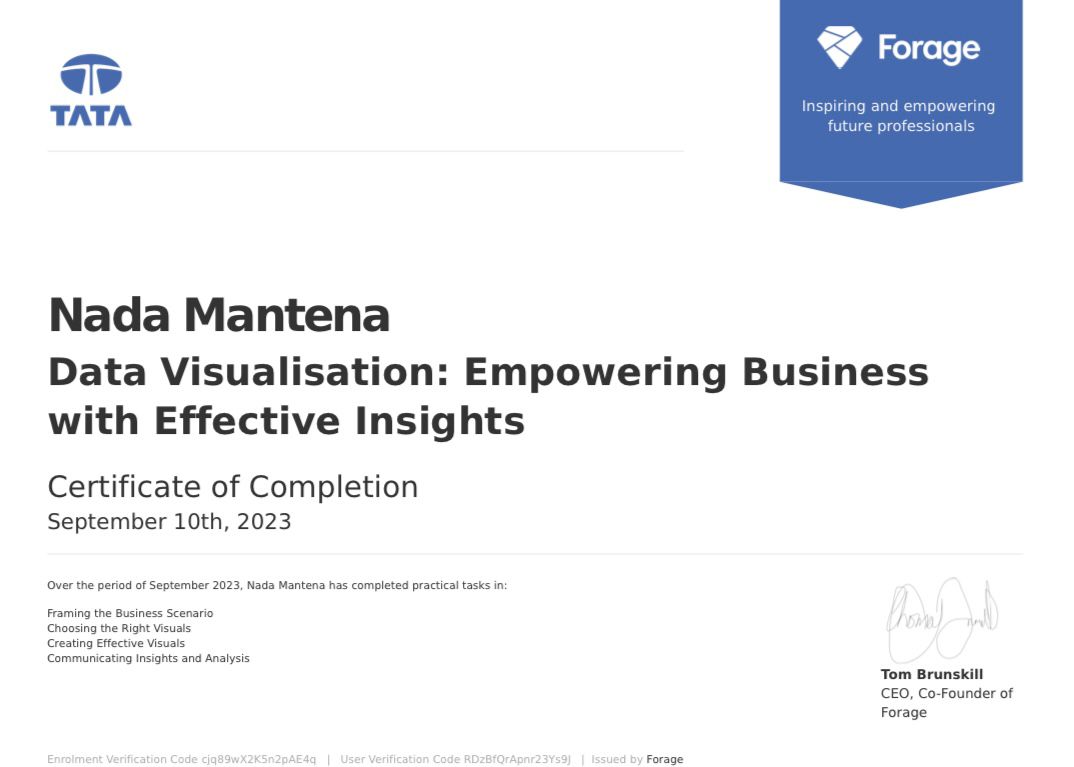 TATA
Forage
Inspiring and empowering
future professionals
Nada Mantena
Data Visualisation: Empowering Business
with Effective Insights
Certificate of Completion
September 10th, 2023
Over the period of September 2023, Nada Mantena has completed practical tasks in:
Framing the Business Scenario
Choosing the Right Visuals
Creating Effective Visuals
Communicating Insights and Analysis
Tom Brunskill
CEO, Co-Founder of
Forage
Enrolment Verification Code cjq89wX2K5n2pAE4q | User Verification Code RDzBfQrApnr23Ys9J | Issued by Forage